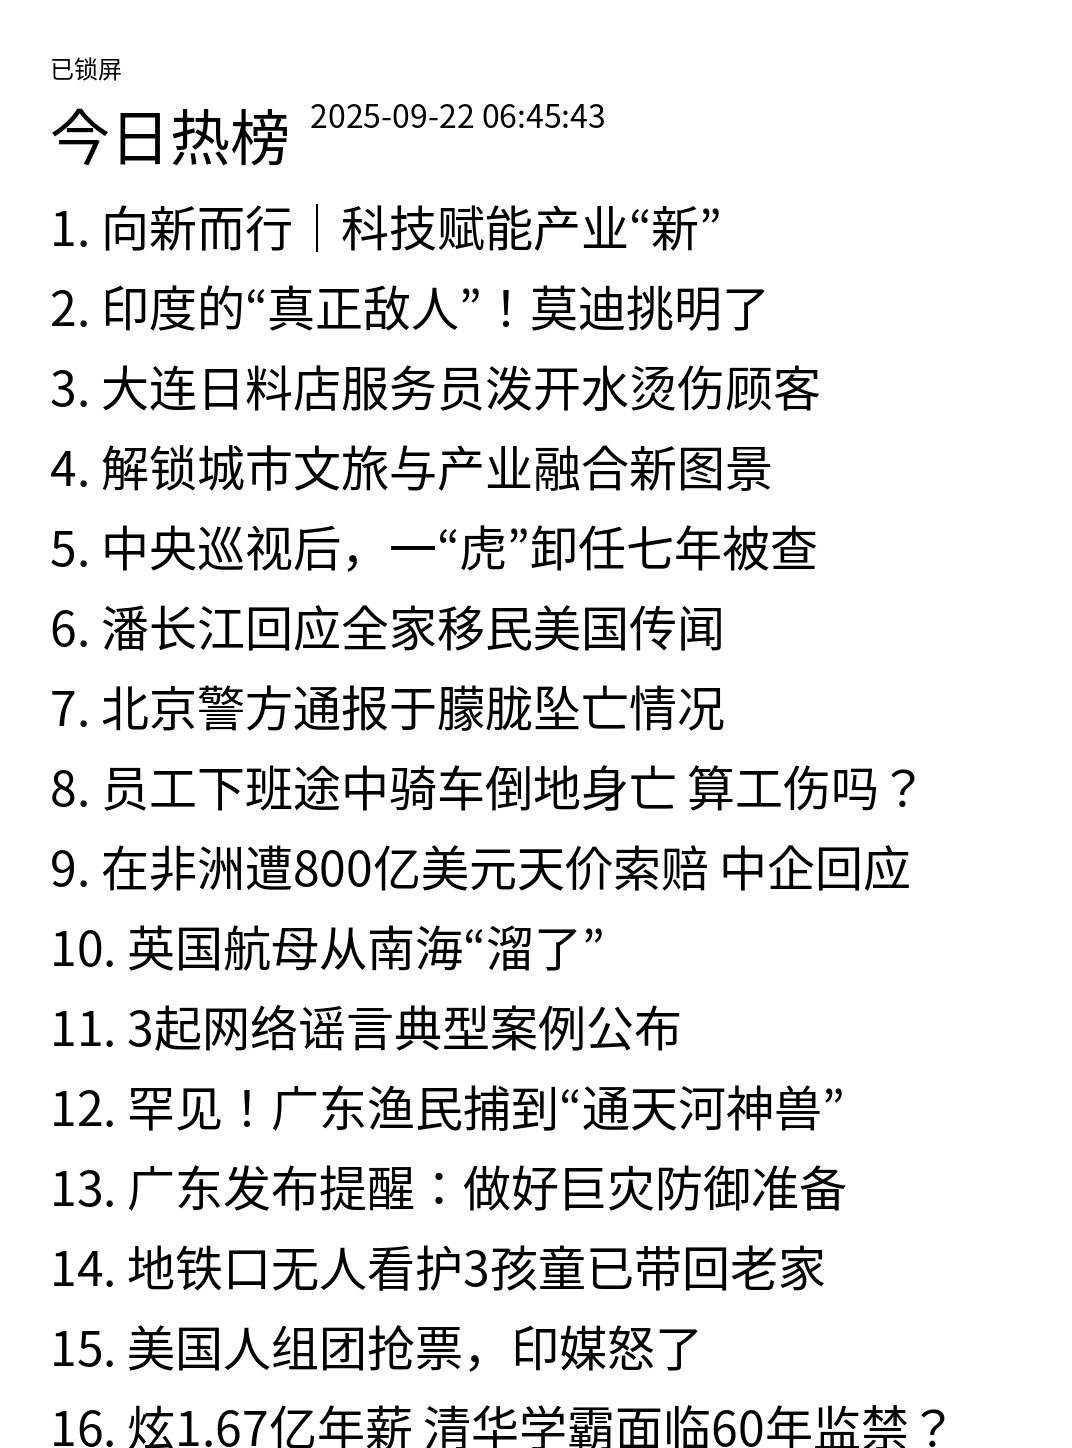 已锁屏
今日热榜 2025-09-22 06:45:43
1. 向新而行｜科技赋能产业“新”
2. 印度的“真正敌人”！莫迪挑明了
3. 大连日料店服务员泼开水烫伤顾客
4. 解锁城市文旅与产业融合新图景
5. 中央巡视后，一“虎”卸任七年被查
6. 潘长江回应全家移民美国传闻
7. 北京警方通报于朦胧坠亡情况
8. 员工下班途中骑车倒地身亡 算工伤吗？
9. 在非洲遭800亿美元天价索赔 中企回应
10. 英国航母从南海“溜了”
11. 3起网络谣言典型案例公布
12. 罕见！广东渔民捕到“通天河神兽”
13. 广东发布提醒：做好巨灾防御准备
14. 地铁口无人看护3孩童已带回老家
15. 美国人组团抢票，印媒怒了
16. 炫1.67亿年薪 清华学霸面临60年监禁？